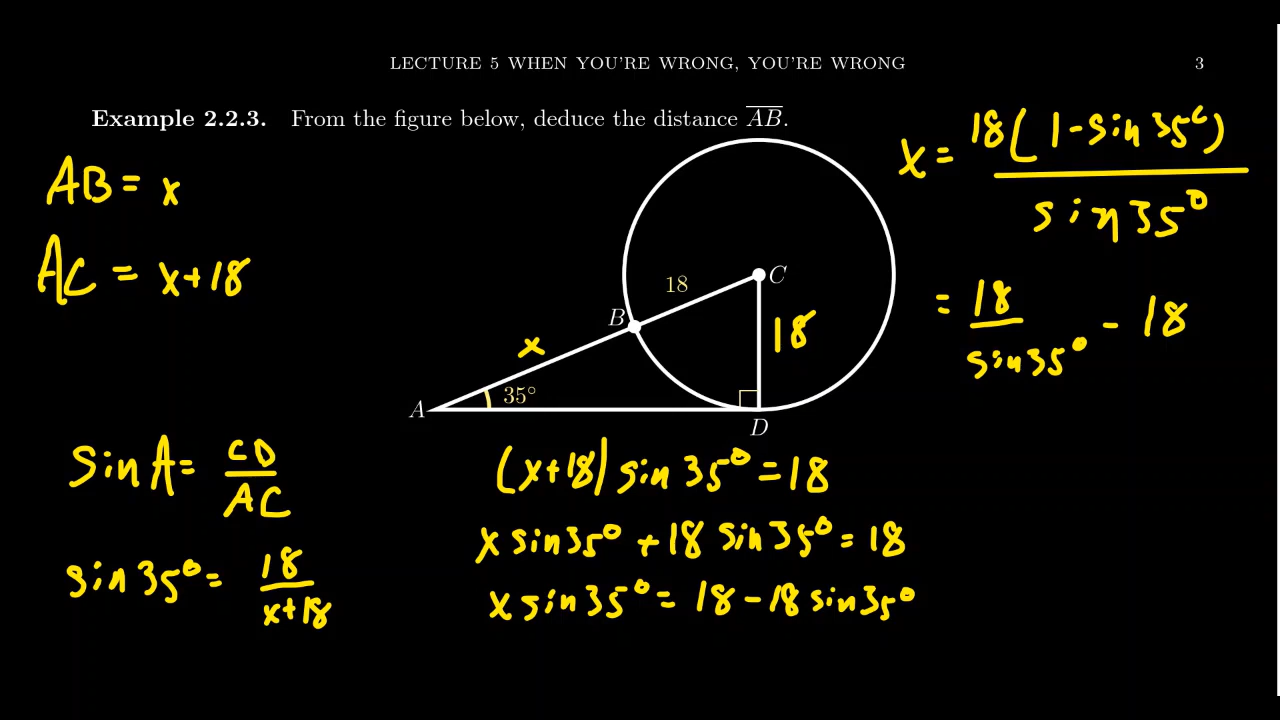 LECTURE 5 WHEN YOU'RE WRONG, YOU'RE WRONG 3
Example 2.2.3. From the figure below, deduce the distance \overline{AB}.
AB = x
AC = x+18
18
C
B
x
18
35°
A
D
sin A = CD/AC
sin 35° = 18/(x+18)
(x+18) sin 35° = 18
x sin 35° + 18 sin 35° = 18
x sin 35° = 18 - 18 sin 35°
x = 18(1 - sin 35°)/sin 35°
= 18/sin 35° - 18